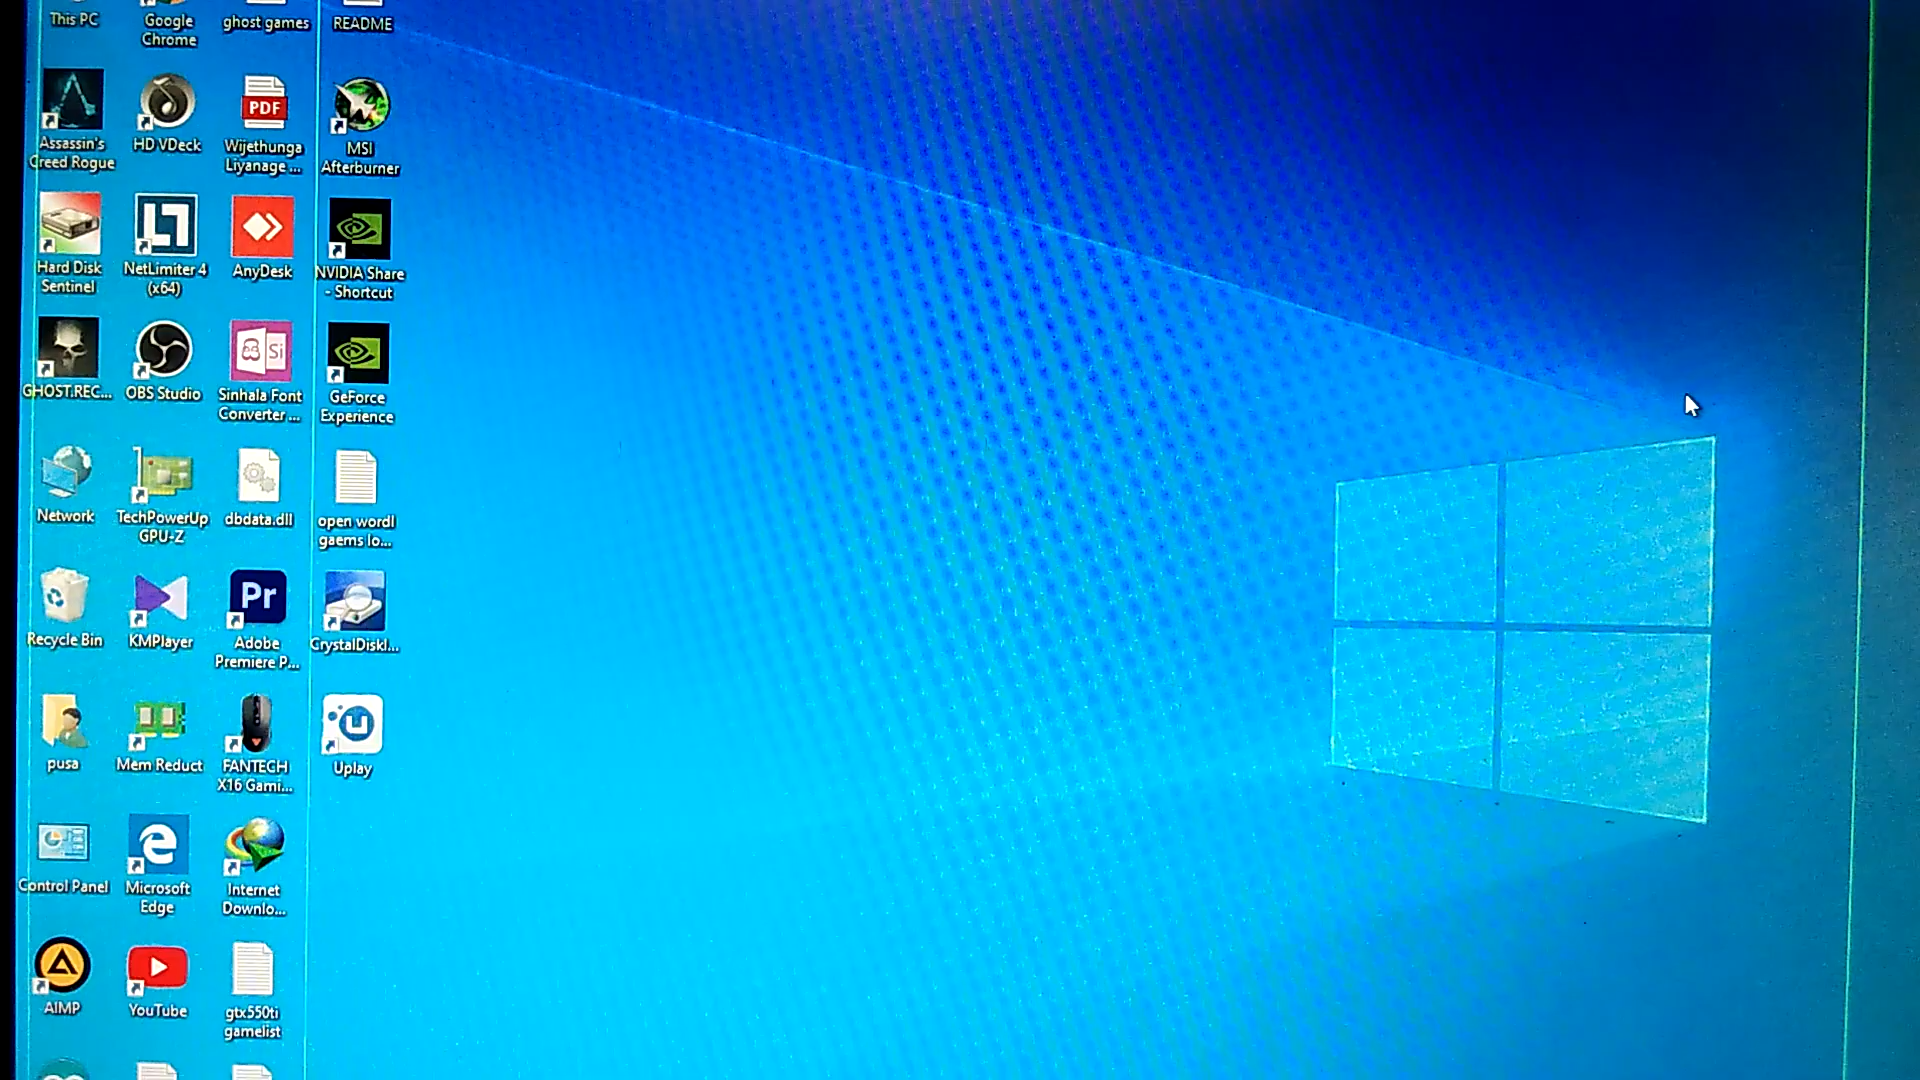 This PC
Google
Chrome
ghost games
README
Assassin's
Creed Rogue
HD VDeck
PDF
Wijethunga
Liyanage ...
MSI
Afterburner
Hard Disk
Sentinel
NetLimiter 4
(x64)
AnyDesk
NVIDIA Share
- Shortcut
GHOST.REC...
OBS Studio
Si
Sinhala Font
Converter ...
GeForce
Experience
Network
TechPowerUp
GPU-Z
dbdata.dll
open wordl
gaems lo...
Recycle Bin
KMPlayer
Pr
Adobe
Premiere P...
CrystalDiskI...
pusa
Mem Reduct
FANTECH
X16 Gami...
Uplay
Control Panel
Microsoft
Edge
Internet
Downlo...
AIMP
YouTube
gtx550ti
gamelist